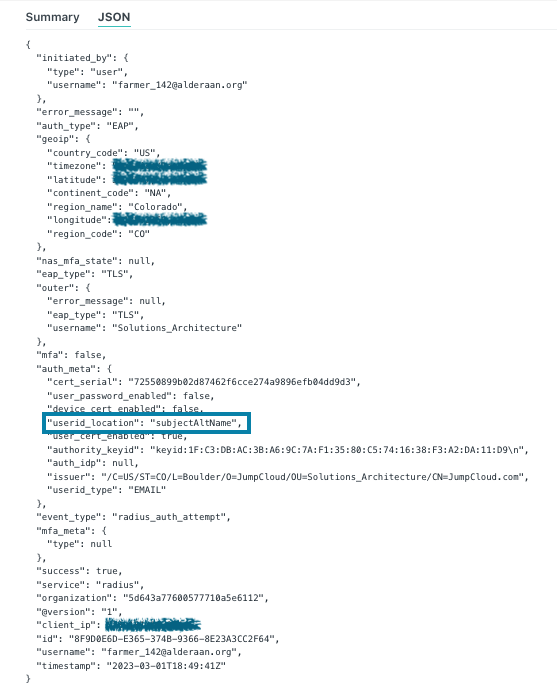 Summary JSON
{
"initiated_by": {
"type": "user",
"username": "farmer_142@alderaan.org"
},
"error_message": "",
"auth_type": "EAP",
"geoip": {
"country_code": "US",
"timezone":
"latitude":
"continent_code": "NA",
"region_name": "Colorado",
"longitude":
"region_code": "CO"
},
"nas_mfa_state": null,
"eap_type": "TLS",
"outer": {
"error_message": null,
"eap_type": "TLS",
"username": "Solutions_Architecture"
},
"mfa": false,
"auth_meta": {
"cert_serial": "72550899b02d87462f6cce274a9896efb04dd9d3",
"user_password_enabled": false,
"device_cert_enabled": false,
"userid_location": "subjectAltName",
"user_cert_enabled": true,
"authority_keyid": "keyid:1F:C3:DB:AC:3B:A6:9C:7A:F1:35:80:C5:74:16:38:F3:A2:DA:11:D9\n",
"auth_idp": null,
"issuer": "/C=US/ST=CO/L=Boulder/O=JumpCloud/OU=Solutions_Architecture/CN=JumpCloud.com",
"userid_type": "EMAIL"
},
"event_type": "radius_auth_attempt",
"mfa_meta": {
"type": null
},
"success": true,
"service": "radius",
"organization": "5d643a77600577710a5e6112",
"@version": "1",
"client_ip":
"id": "8F9D0E6D-E365-374B-9366-8E23A3CC2F64",
"username": "farmer_142@alderaan.org",
"timestamp": "2023-03-01T18:49:41Z"
}